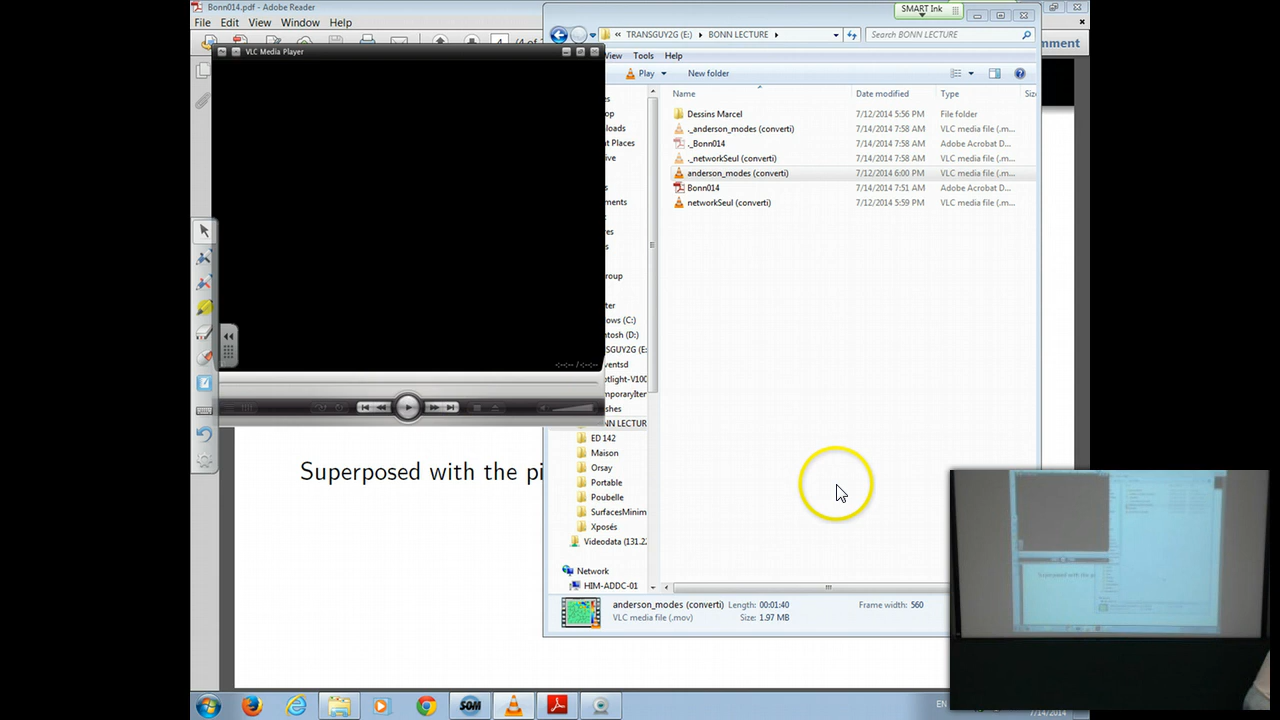 Bonn014.pdf - Adobe Reader
SMART Ink
File Edit View Window Help
TRANSGUY2G (E:) BONN LECTURE
Search BONN LECTURE
VLC Media Player
View Tools Help
Play New folder
Name Date modified Type
Dessins Marcel 7/12/2014 5:56 PM File folder
._anderson_modes (converti) 7/14/2014 7:58 AM VLC media file (.m...
._Bonn014 7/14/2014 7:58 AM Adobe Acrobat D...
._networkSeul (converti) 7/14/2014 7:58 AM VLC media file (.m...
anderson_modes (converti) 7/12/2014 6:00 PM VLC media file (.m...
Bonn014 7/14/2014 7:51 AM Adobe Acrobat D...
networkSeul (converti) 7/12/2014 5:59 PM VLC media file (.m...
ED 142
Maison
Orsay
Portable
Poubelle
SurfacesMinim
Xposés
Videodata (131.22
Network
HIM-ADDC-01
Superposed with the pi
anderson_modes (converti) Length: 00:01:40 Frame width: 560
VLC media file (.mov) Size: 1.97 MB
SOM
EN
7/14/2014